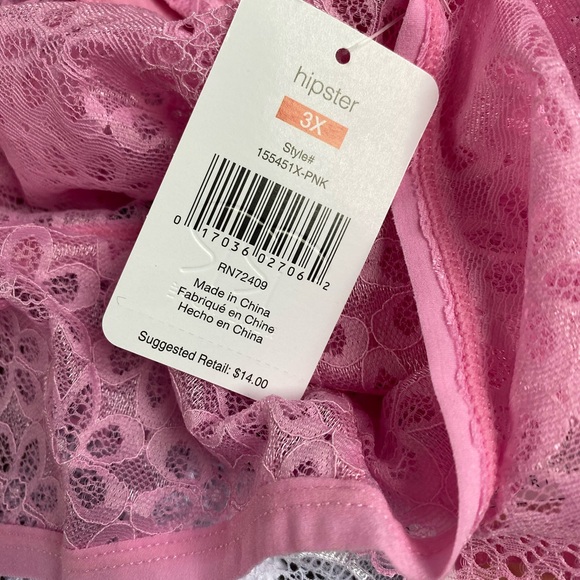 hipster
3X
Style#
155451X-PNK
0 17036 02706 2
RN72409
Made in China
Fabriqué en Chine
Hecho en China
Suggested Retail: $14.00